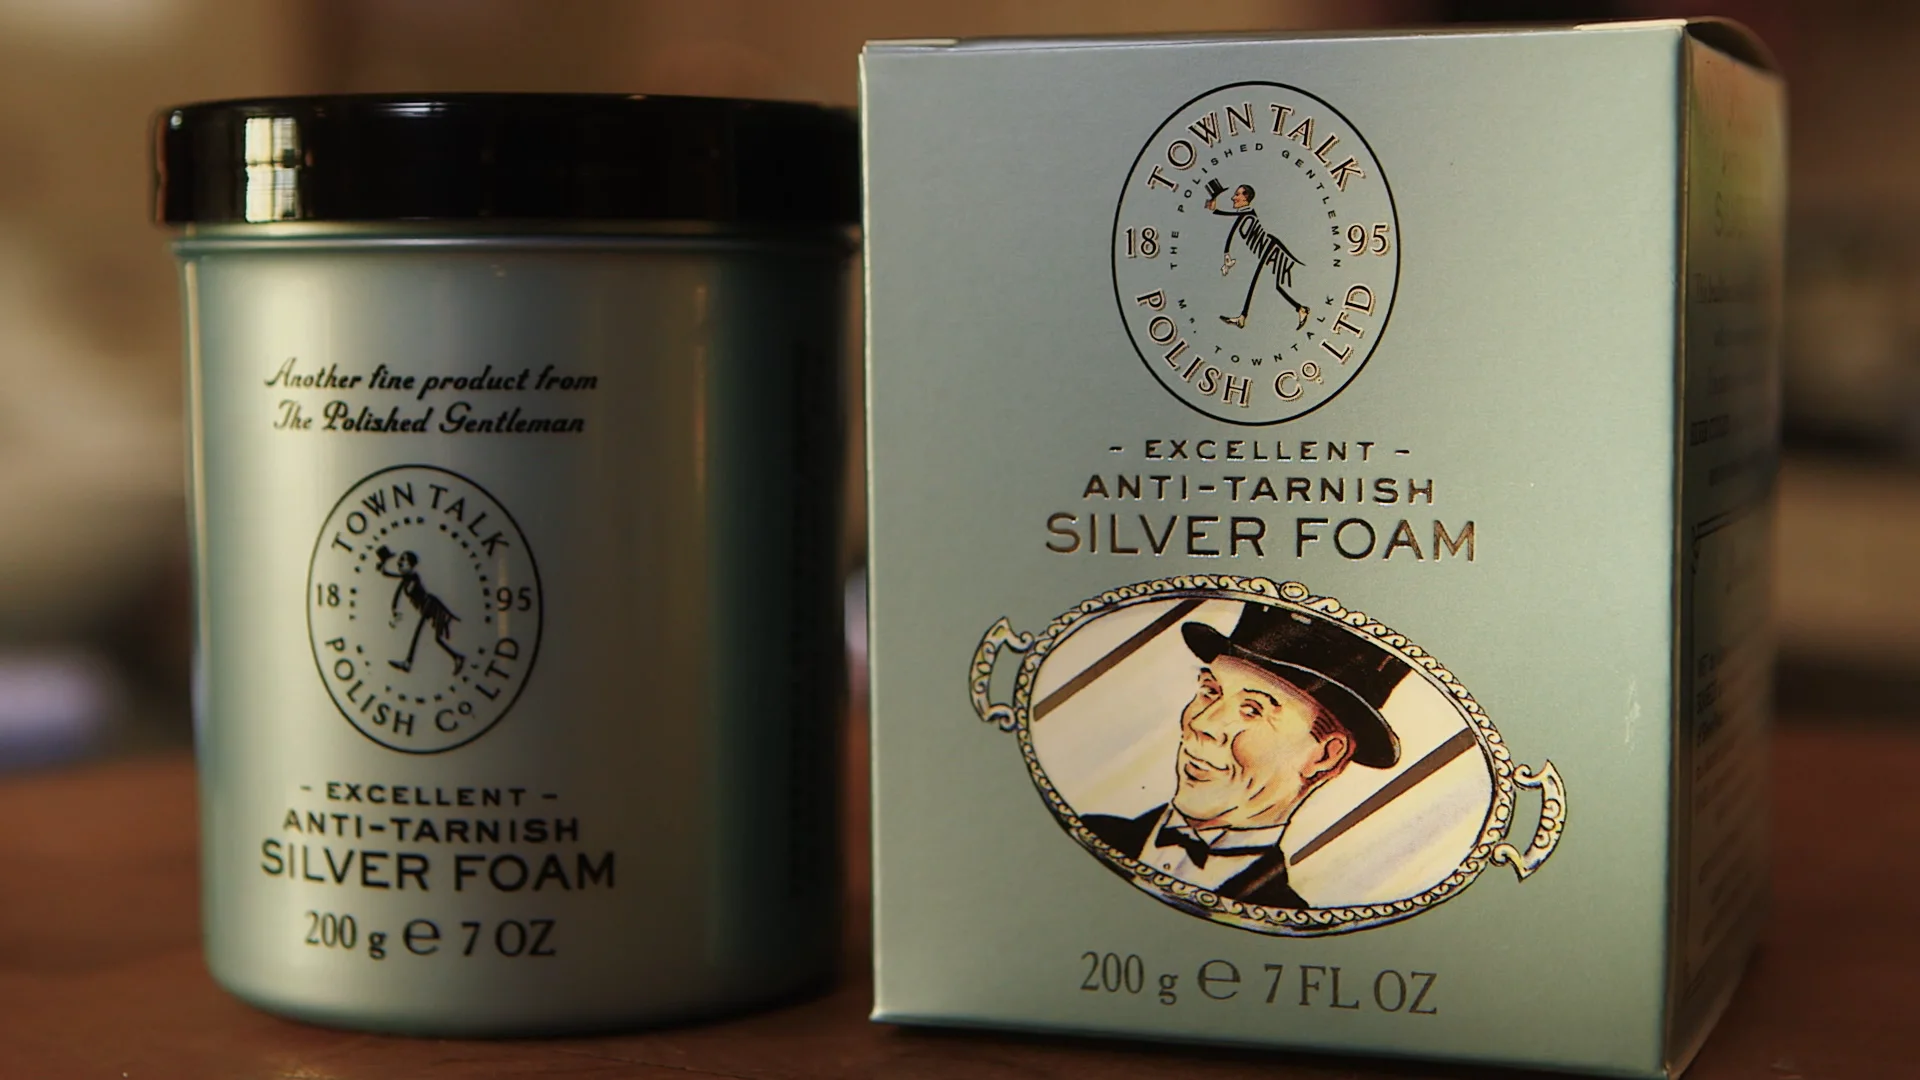 Another fine product from
The Polished Gentleman
TOWN TALK
18 95
POLISH Cº LTD
- EXCELLENT -
ANTI-TARNISH
SILVER FOAM
200 g ℮ 7 OZ
TOWN TALK
THE POLISHED GENTLEMAN
18 95
TOWN TALK
Mr. TOWN TALK
POLISH Cº LTD
- EXCELLENT -
ANTI-TARNISH
SILVER FOAM
200 g ℮ 7 FL OZ